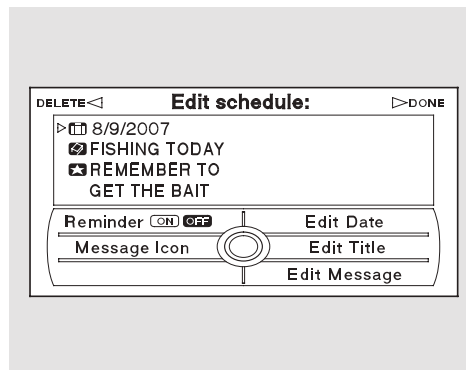 DELETE Edit schedule: DONE
8/9/2007
FISHING TODAY
REMEMBER TO
GET THE BAIT
Reminder ON OFF Edit Date
Message Icon Edit Title
Edit Message